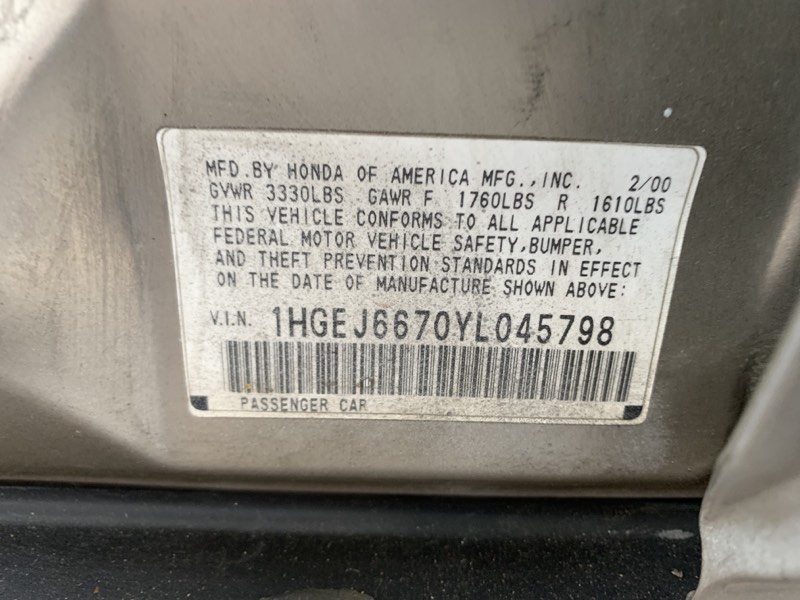 MFD.BY HONDA OF AMERICA MFG.,INC. 2/00
GVWR 3330LBS GAWR F 1760LBS R 1610LBS
THIS VEHICLE CONFORMS TO ALL APPLICABLE
FEDERAL MOTOR VEHICLE SAFETY,BUMPER,
AND THEFT PREVENTION STANDARDS IN EFFECT
ON THE DATE OF MANUFACTURE SHOWN ABOVE:
V.I.N. 1HGEJ6670YL045798
PASSENGER CAR